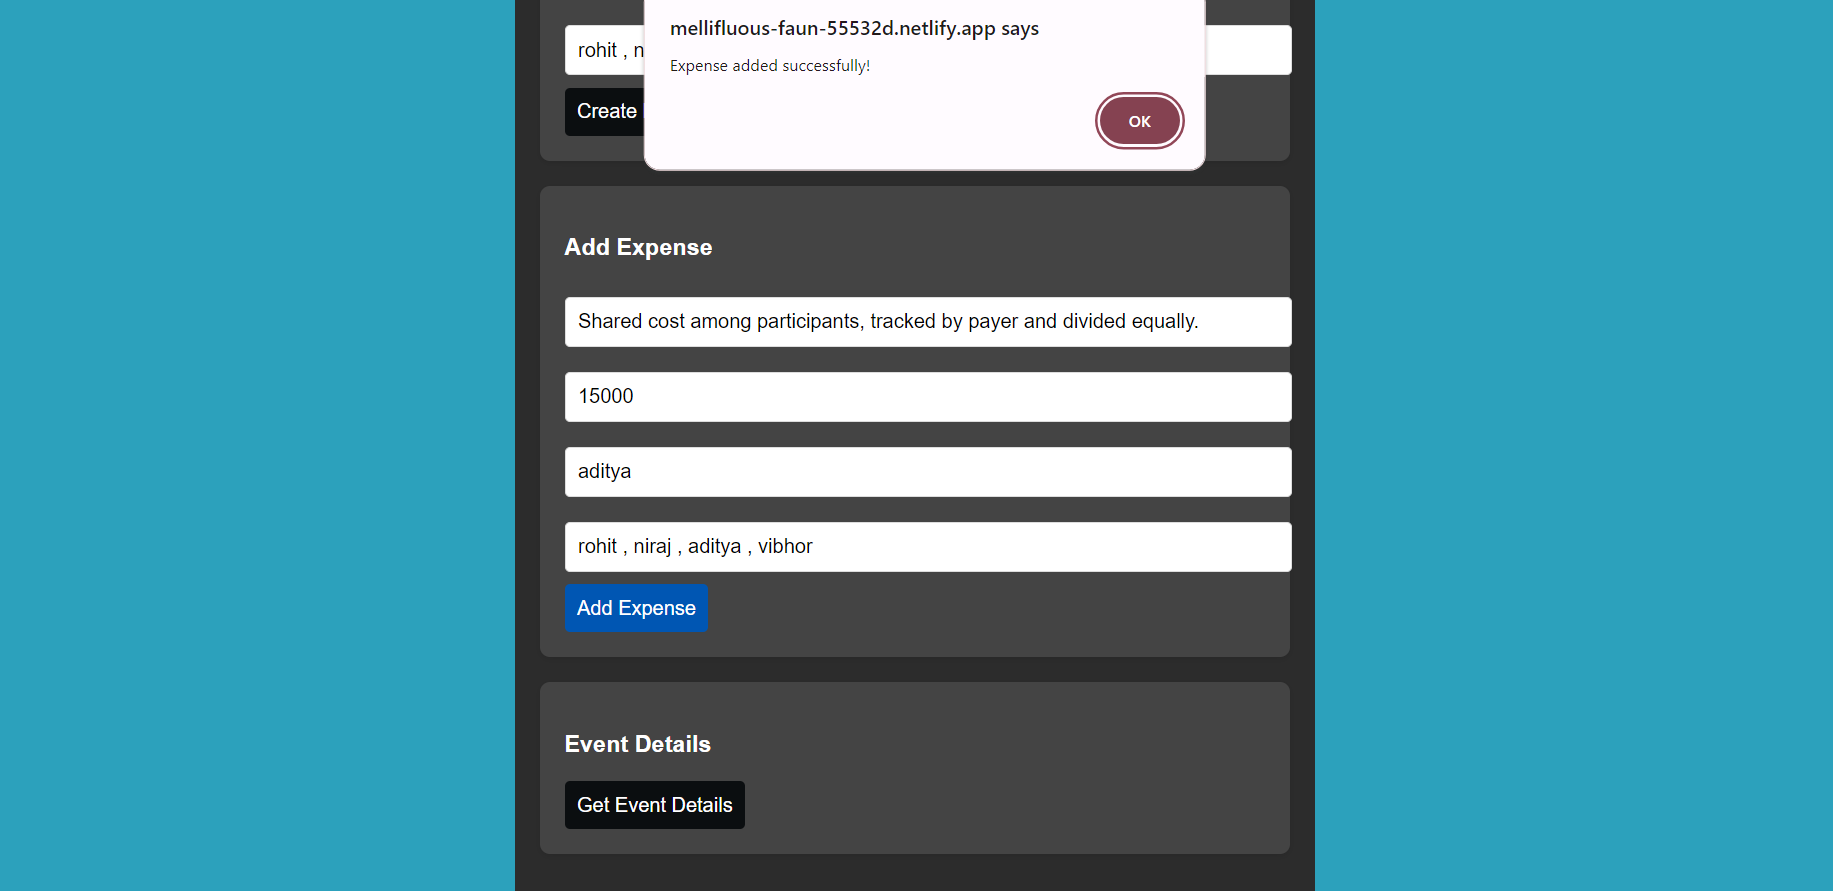 mellifluous-faun-55532d.netlify.app says
Expense added successfully!
OK
rohit , n
Create
Add Expense
Shared cost among participants, tracked by payer and divided equally.
15000
aditya
rohit , niraj , aditya , vibhor
Add Expense
Event Details
Get Event Details